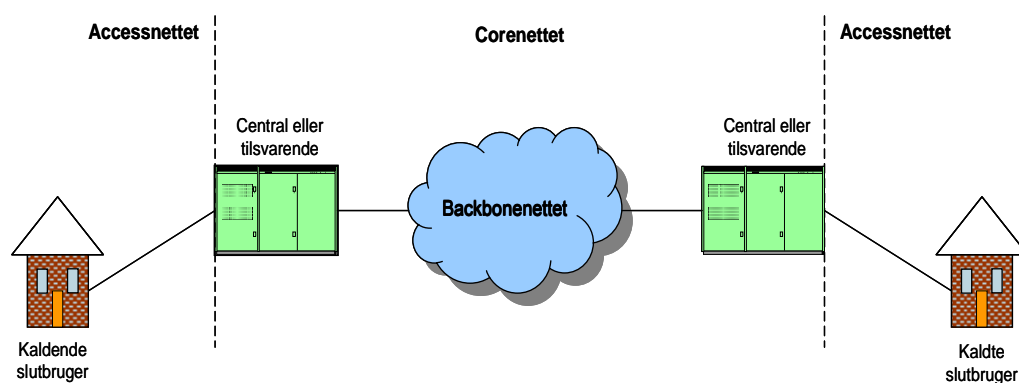 Accessnettet
Corenettet
Accessnettet
Central eller
tilsvarende
Central eller
tilsvarende
Backbonenettet
Kaldende
slutbruger
Kaldte
slutbruger